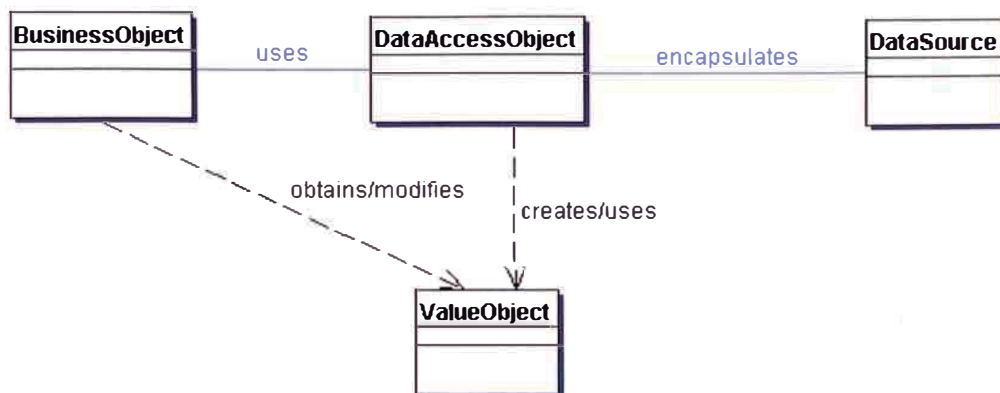 BusinessObject
uses
DataAccessObject
encapsulates
DataSource
obtains/modifies
creates/uses
ValueObject